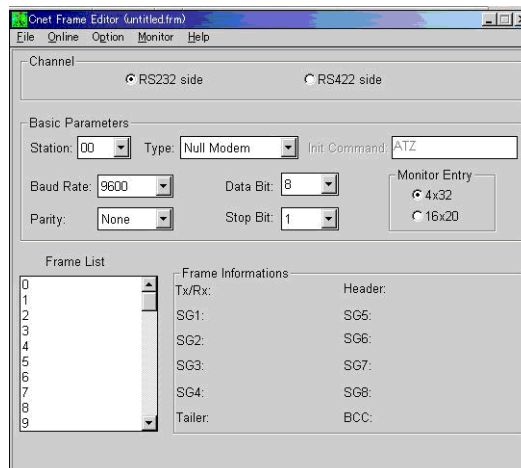 Cnet Frame Editor (untitled.frm)
File Online Option Monitor Help
Channel
RS232 side RS422 side
Basic Parameters
Station: 00 Type: Null Modem Init Command: ATZ
Monitor Entry
Baud Rate: 9600 Data Bit: 8
4x32
Parity: None Stop Bit: 1
16x20
Frame List
Frame Informations
0
1
2
3
4
5
6
7
8
9
Tx/Rx: Header:
SG1: SG5:
SG2: SG6:
SG3: SG7:
SG4: SG8:
Tailer: BCC: